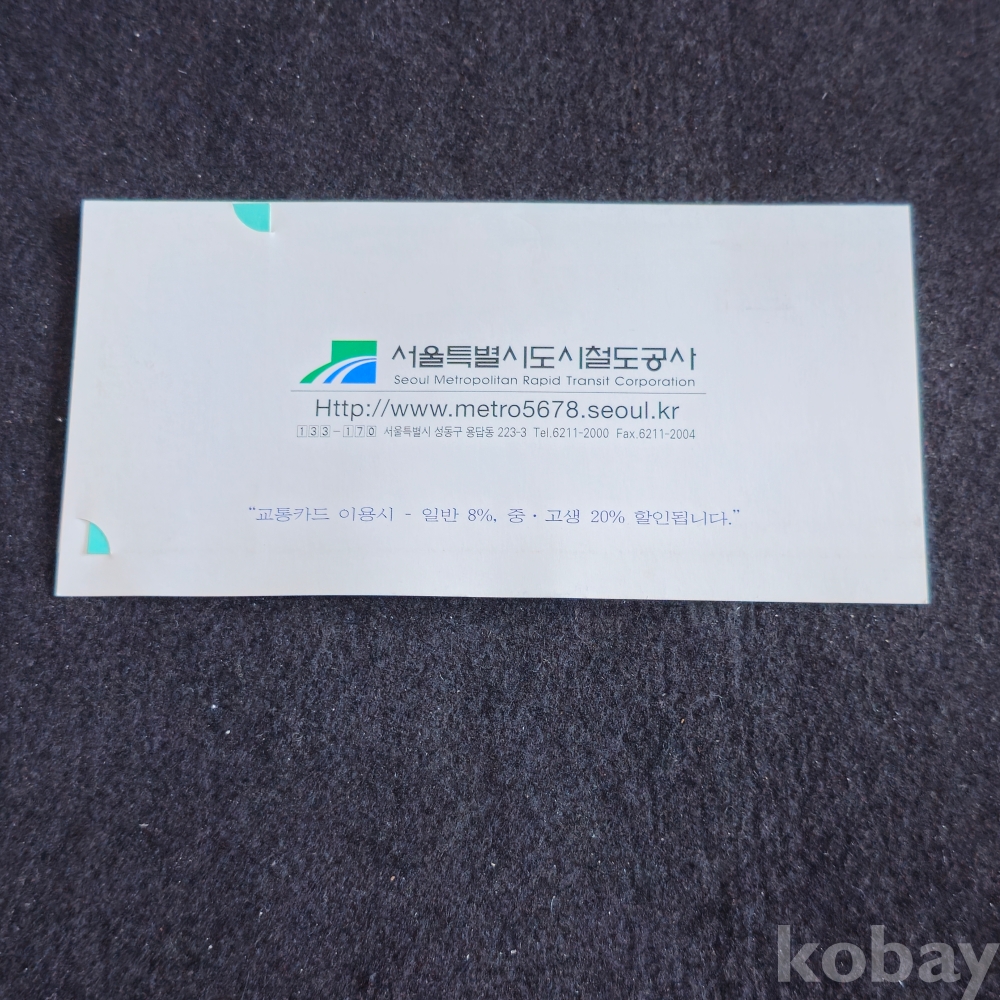 서울특별시도시철도공사
Seoul Metropolitan Rapid Transit Corporation
Http://www.metro5678.seoul.kr
133-170 서울특별시 성동구 용답동 223-3 Tel.6211-2000 Fax.6211-2004
“교통카드 이용시 - 일반 8%, 중·고생 20% 할인됩니다.”
kobay